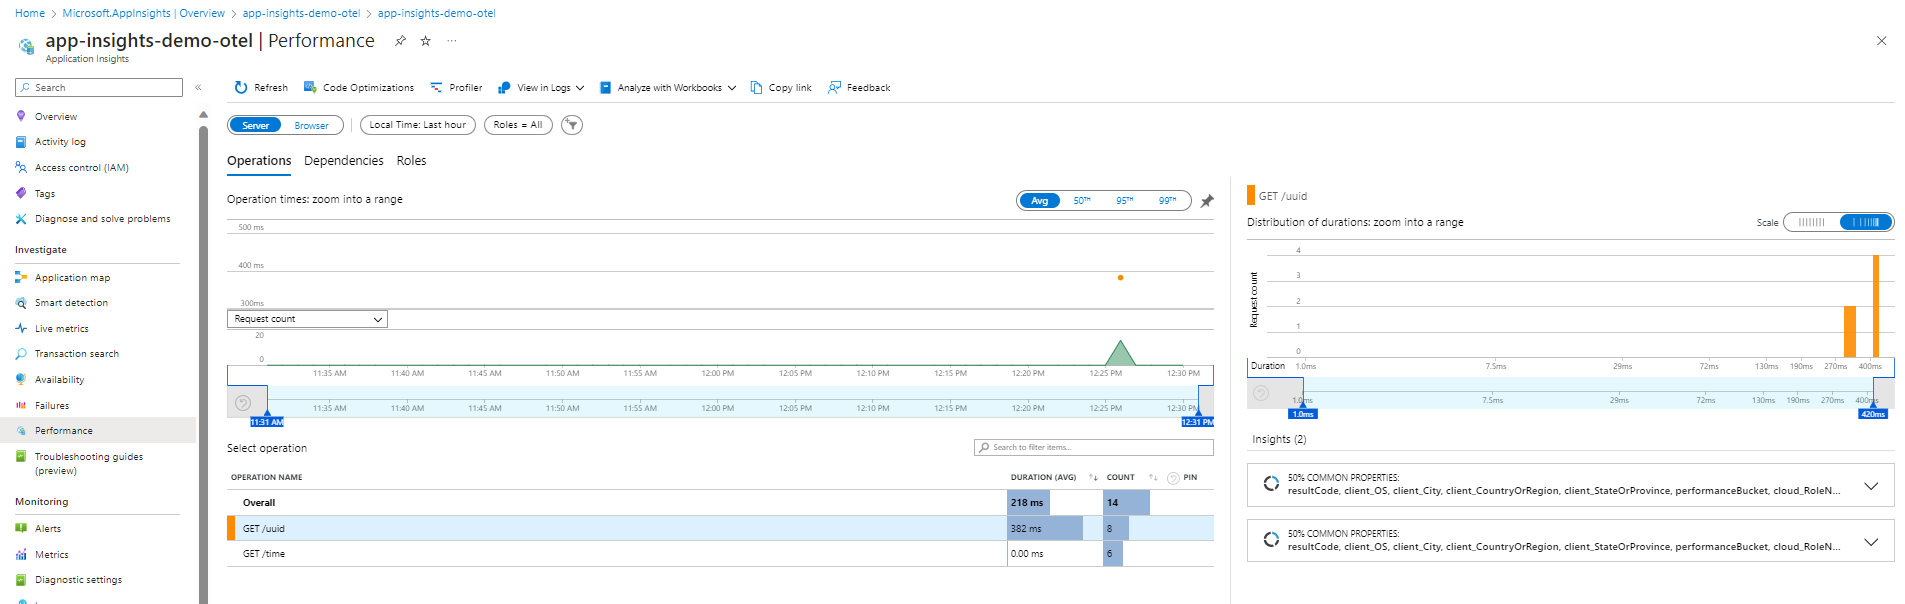 Home > Microsoft.AppInsights | Overview > app-insights-demo-otel > app-insights-demo-otel
app-insights-demo-otel | Performance ...
Application Insights
Search «
Overview
Activity log
Access control (IAM)
Tags
Diagnose and solve problems
Investigate
Application map
Smart detection
Live metrics
Transaction search
Availability
Failures
Performance
Troubleshooting guides
(preview)
Monitoring
Alerts
Metrics
Diagnostic settings
Refresh Code Optimizations Profiler View in Logs Analyze with Workbooks Copy link Feedback
Server Browser Local Time: Last hour Roles = All
Operations Dependencies Roles
Operation times: zoom into a range Avg 50TH 95TH 99TH
500 ms
400 ms
300ms
Request count
20
0
11:35 AM 11:40 AM 11:45 AM 11:50 AM 11:55 AM 12:00 PM 12:05 PM 12:10 PM 12:15 PM 12:20 PM 12:25 PM 12:30 PM
11:35 AM 11:40 AM 11:45 AM 11:50 AM 11:55 AM 12:00 PM 12:05 PM 12:10 PM 12:15 PM 12:20 PM 12:25 PM 12:30 PM
11:31 AM 12:31 PM
Select operation Search to filter items...
OPERATION NAME DURATION (AVG) COUNT PIN
Overall 218 ms 14
GET /uuid 382 ms 8
GET /time 0.00 ms 6
GET /uuid
Distribution of durations: zoom into a range Scale
Request count
4
3
2
1
0
Duration 1.0ms 7.5ms 29ms 72ms 130ms 190ms 270ms 400ms
1.0ms 7.5ms 29ms 72ms 130ms 190ms 270ms 400ms
1.0ms 420ms
Insights (2)
50% COMMON PROPERTIES:
resultCode, client_OS, client_City, client_CountryOrRegion, client_StateOrProvince, performanceBucket, cloud_RoleN...
50% COMMON PROPERTIES:
resultCode, client_OS, client_City, client_CountryOrRegion, client_StateOrProvince, performanceBucket, cloud_RoleN...